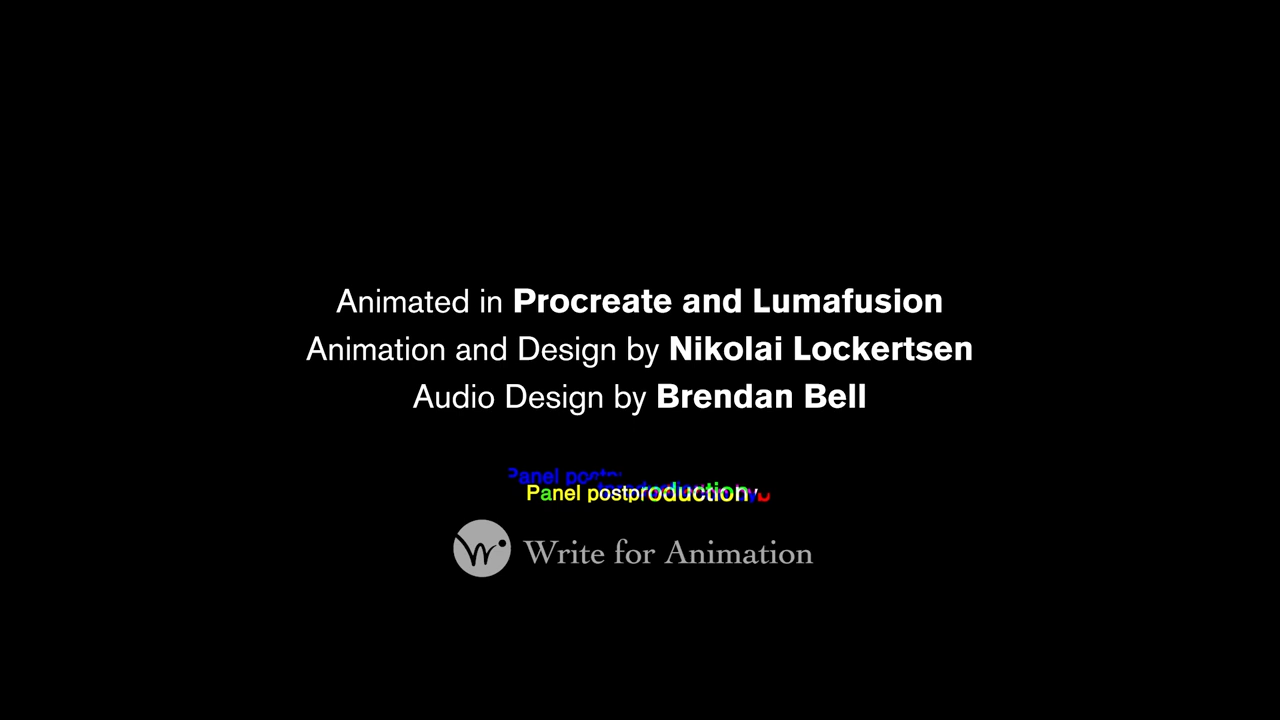 Animated in Procreate and Lumafusion
Animation and Design by Nikolai Lockertsen
Audio Design by Brendan Bell
Panel postproduction
Write for Animation